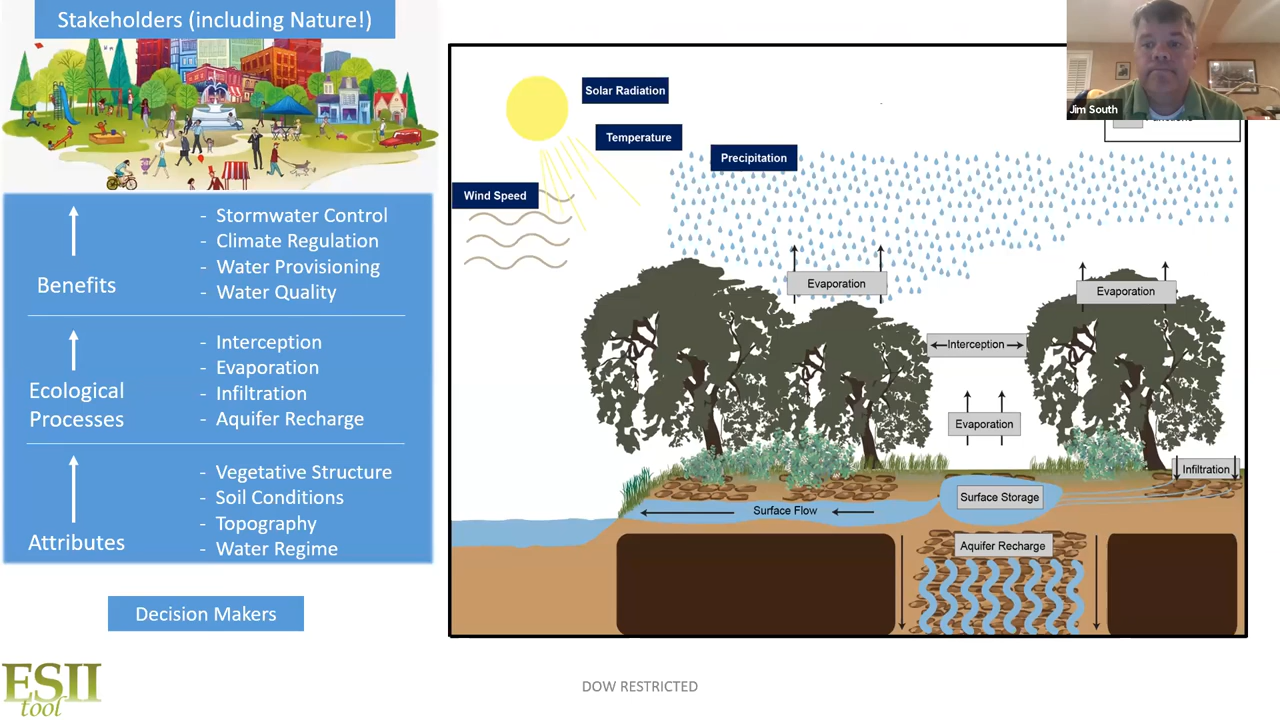 Stakeholders (including Nature!)
Benefits
- Stormwater Control
- Climate Regulation
- Water Provisioning
- Water Quality
Ecological
Processes
- Interception
- Evaporation
- Infiltration
- Aquifer Recharge
Attributes
- Vegetative Structure
- Soil Conditions
- Topography
- Water Regime
Decision Makers
ESII
tool
Solar Radiation
Temperature
Precipitation
Wind Speed
Evaporation
Evaporation
Interception
Evaporation
Infiltration
Surface Storage
Surface Flow
Aquifer Recharge
Jim South
DOW RESTRICTED